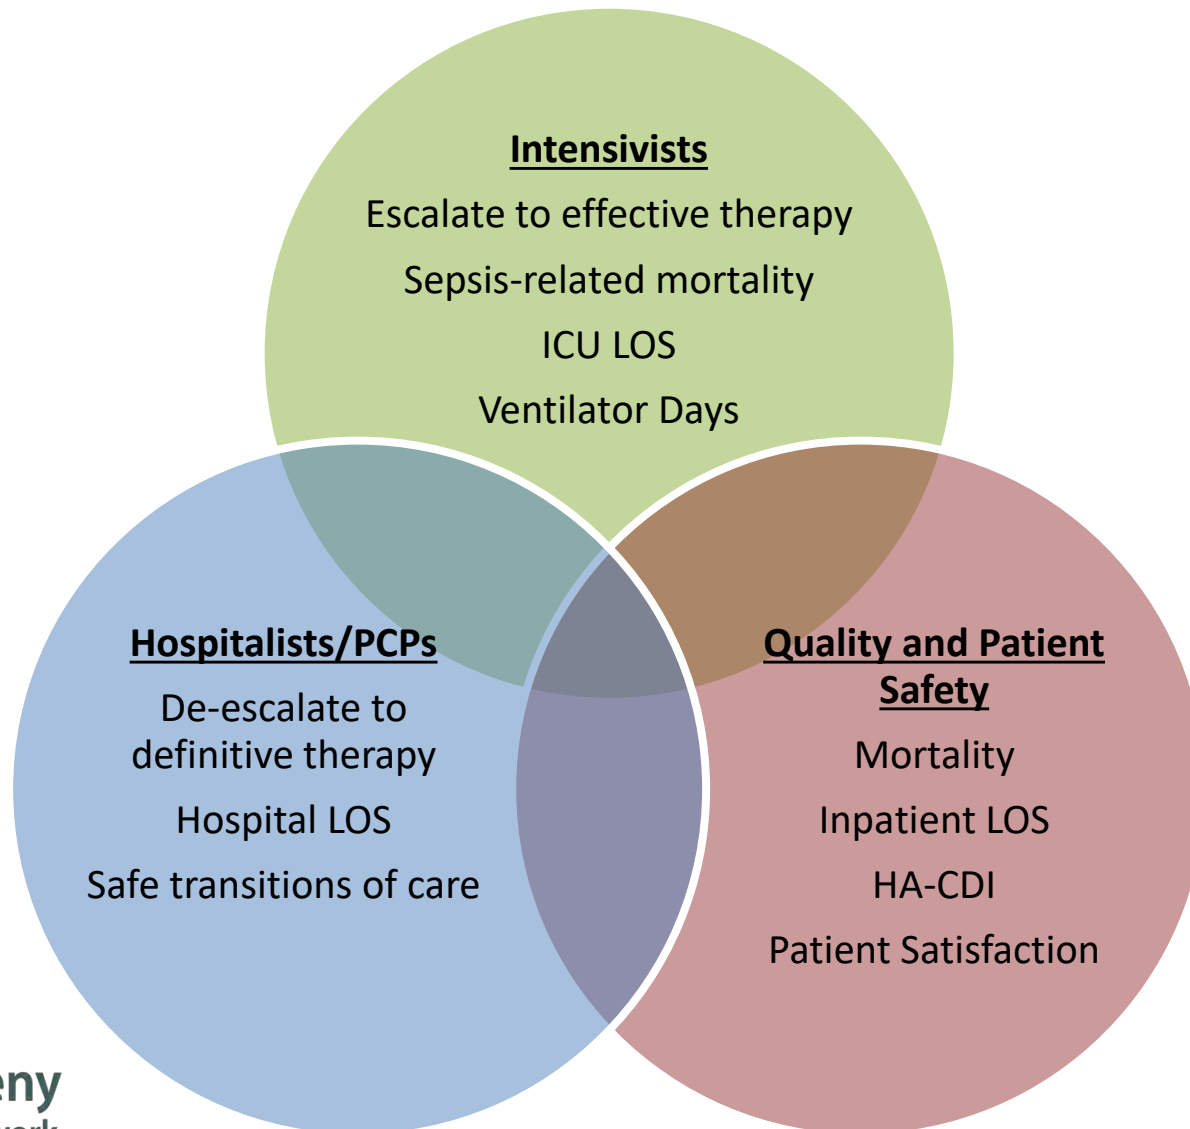 Intensivists
Escalate to effective therapy
Sepsis-related mortality
ICU LOS
Ventilator Days
Hospitalists/PCPs
De-escalate to
definitive therapy
Hospital LOS
Safe transitions of care
Quality and Patient
Safety
Mortality
Inpatient LOS
HA-CDI
Patient Satisfaction
eny